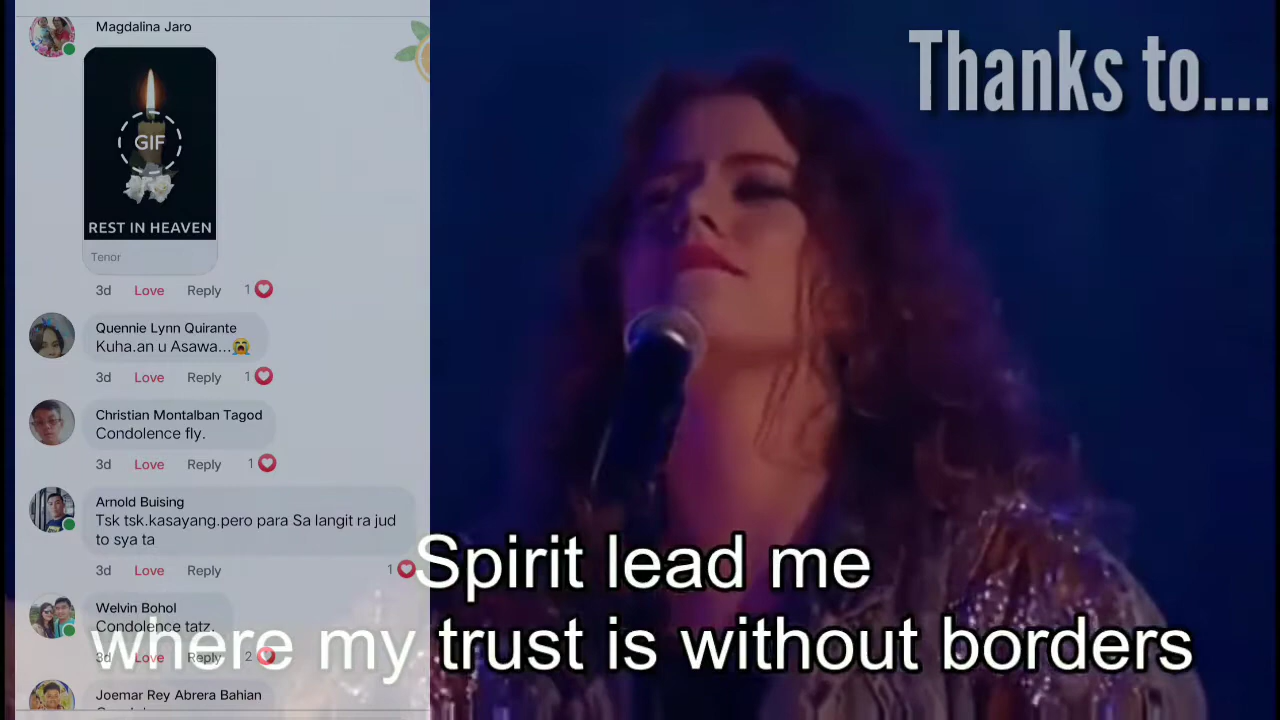 Magdalina Jaro
GIF
REST IN HEAVEN
Tenor
3d Love Reply 1
Quennie Lynn Quirante
Kuha.an u Asawa...😭
3d Love Reply 1
Christian Montalban Tagod
Condolence fly.
3d Love Reply 1
Arnold Buising
Tsk tsk.kasayang.pero para Sa langit ra jud
to sya ta
3d Love Reply 1
Welvin Bohol
Condolence tatz.
3d Love Reply 2
Joemar Rey Abrera Bahian
Thanks to....
Spirit lead me
where my trust is without borders